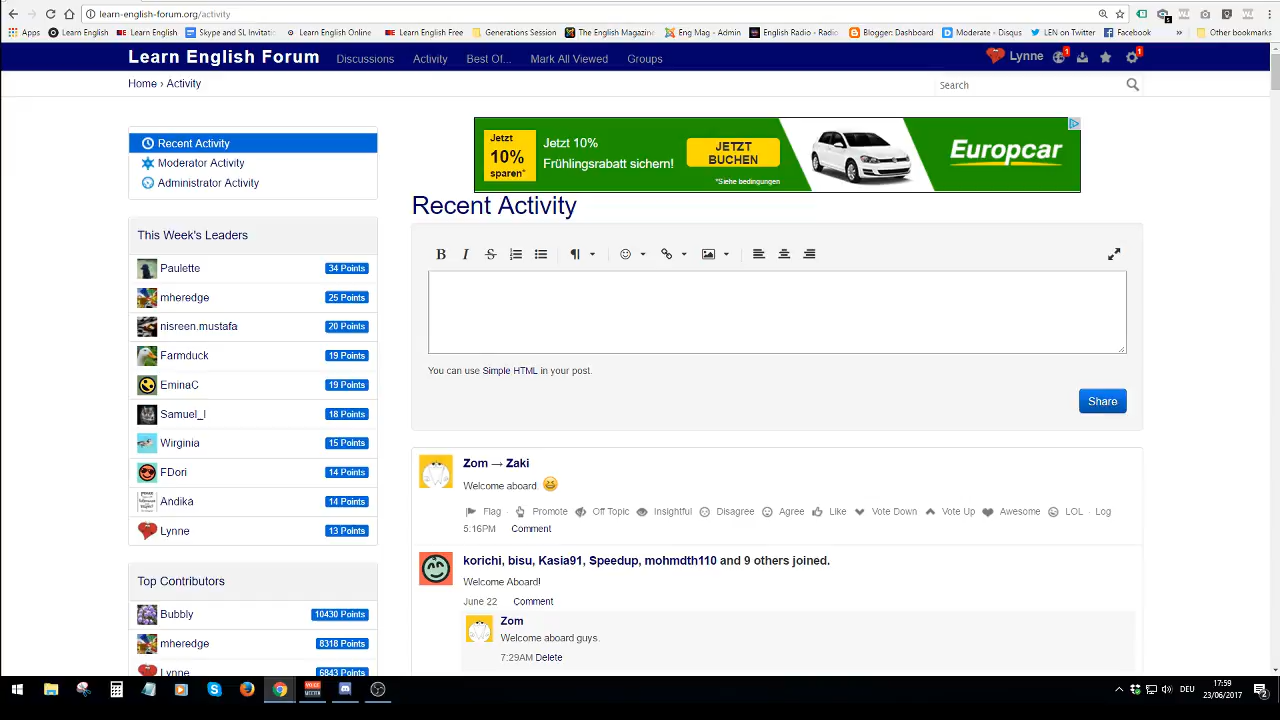 learn-english-forum.org/activity
Apps Learn English Learn English Skype and Skinvitatic Learn English Online Learn English Free Generations Session The English Magazine Eng Men - Admin English Radio - Radio Blogger: Dashboard Moderate - Disqus LEN on Twitter Facebook » Other bookmarks
Learn English Forum Discussions Activity Best Of... Mark All Viewed Groups Lynne 1 1
Home › Activity Search
Recent Activity
Moderator Activity
Administrator Activity
Jetzt 10% sparen*
Jetzt 10%
Frühlingsrabatt sichern!
JETZT BUCHEN
*Siehe bedingungen
Europcar
Recent Activity
This Week's Leaders
Paulette 34 Points
mheredge 25 Points
nisreen.mustafa 20 Points
Farmduck 19 Points
EminaC 19 Points
Samuel_I 18 Points
Wirginia 15 Points
FDori 14 Points
Andika 14 Points
Lynne 13 Points
Top Contributors
Bubbly 10430 Points
mheredge 8318 Points
Lynne 6843 Points
B I S
You can use Simple HTML in your post.
Share
Zom → Zaki
Welcome aboard.
Flag · Promote Off Topic Insightful Disagree Agree Like Vote Down Vote Up Awesome LOL · Log
5:16PM Comment
korichi, bisu, Kasia91, Speedup, mohmdth110 and 9 others joined.
Welcome Aboard!
June 22 Comment
Zom
Welcome aboard guys.
7:29AM Delete
DEU
17:59
23/06/2017
2